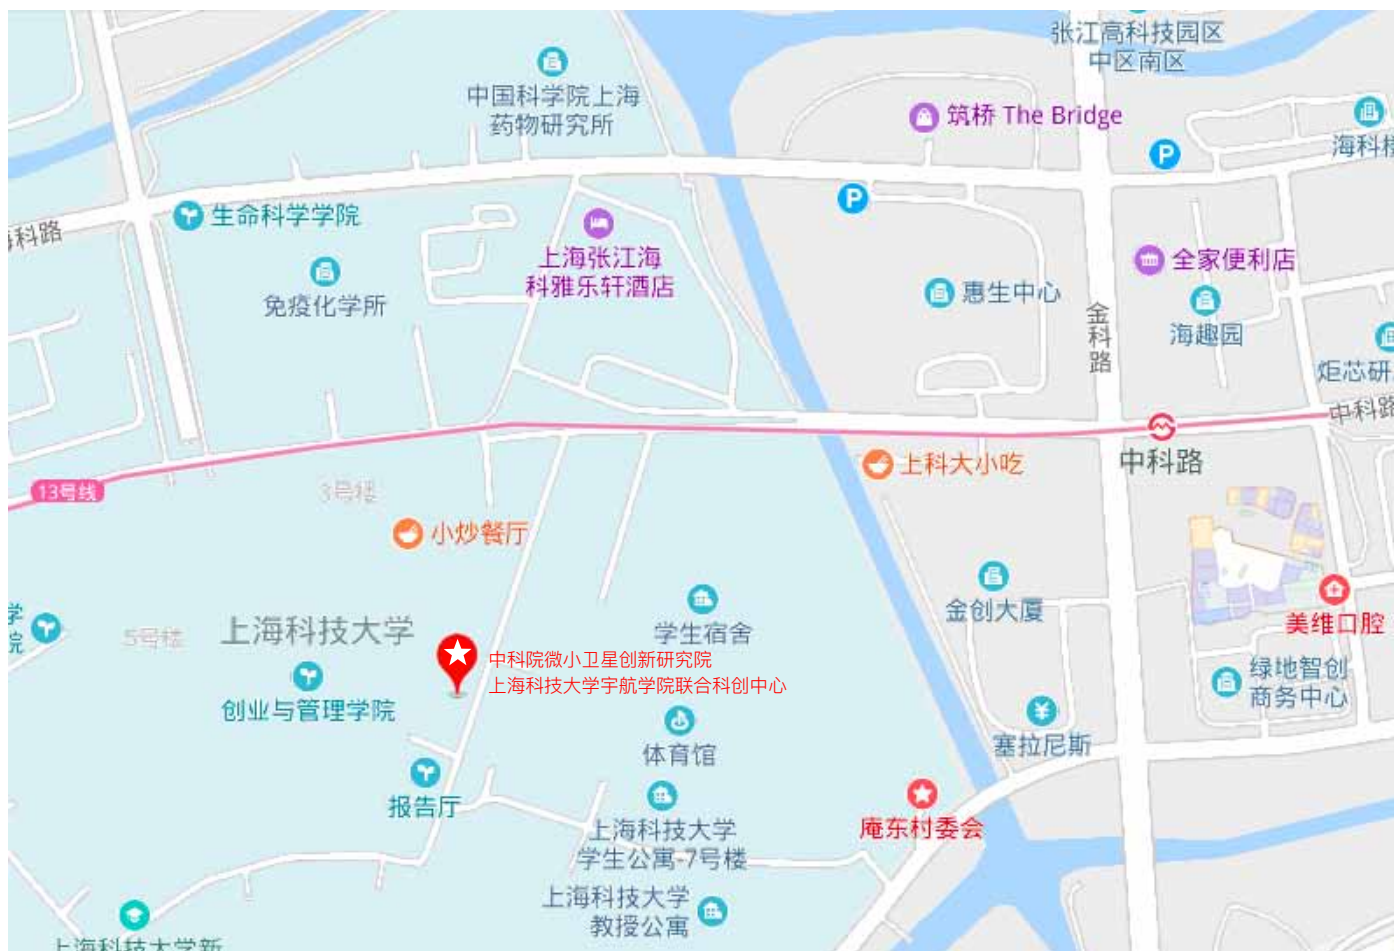 张江高科技园区
中区南区
中国科学院上海
药物研究所
筑桥 The Bridge
P
海科
P
生命科学学院
科路
上海张江海
科雅乐轩酒店
全家便利店
免疫化学所
惠生中心
金科路
海趣园
炬芯研
中科路
中科路
上科大小吃
13号线
3号楼
小炒餐厅
金创大厦
美维口腔
学
院
5号楼
上海科技大学
学生宿舍
中科院微小卫星创新研究院
上海科技大学宇航学院联合科创中心
绿地智创
商务中心
创业与管理学院
体育馆
塞拉尼斯
报告厅
上海科技大学
学生公寓-7号楼
庵东村委会
上海科技大学
教授公寓
上海科技大学新